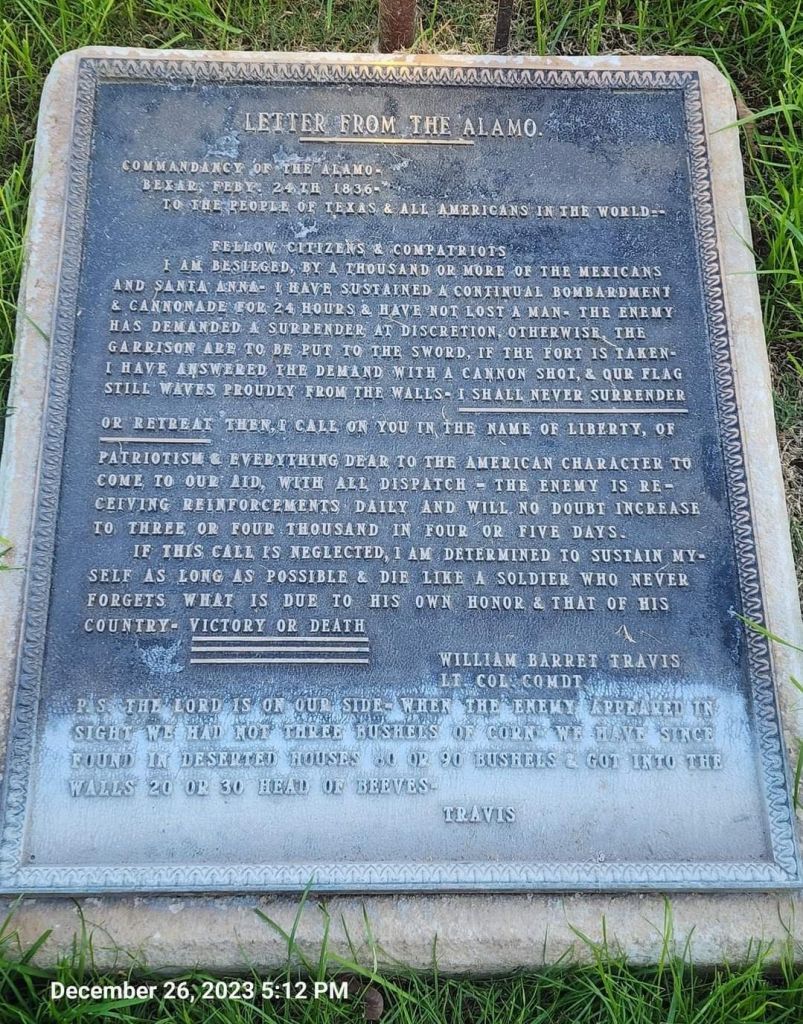 LETTER FROM THE ALAMO.
COMMANDANCY OF THE ALAMO-
BEXAR, FEBY. 24TH 1836-
TO THE PEOPLE OF TEXAS & ALL AMERICANS IN THE WORLD--
FELLOW CITIZENS & COMPATRIOTS
I AM BESIEGED, BY A THOUSAND OR MORE OF THE MEXICANS
AND SANTA ANNA- I HAVE SUSTAINED A CONTINUAL BOMBARDMENT
& CANNONADE FOR 24 HOURS & HAVE NOT LOST A MAN- THE ENEMY
HAS DEMANDED A SURRENDER AT DISCRETION, OTHERWISE, THE
GARRISON ARE TO BE PUT TO THE SWORD, IF THE FORT IS TAKEN-
I HAVE ANSWERED THE DEMAND WITH A CANNON SHOT, & OUR FLAG
STILL WAVES PROUDLY FROM THE WALLS- I SHALL NEVER SURRENDER
OR RETREAT THEN, I CALL ON YOU IN THE NAME OF LIBERTY, OF
PATRIOTISM & EVERYTHING DEAR TO THE AMERICAN CHARACTER TO
COME TO OUR AID, WITH ALL DISPATCH - THE ENEMY IS RE-
CEIVING REINFORCEMENTS DAILY AND WILL NO DOUBT INCREASE
TO THREE OR FOUR THOUSAND IN FOUR OR FIVE DAYS.
IF THIS CALL IS NEGLECTED, I AM DETERMINED TO SUSTAIN MY-
SELF AS LONG AS POSSIBLE & DIE LIKE A SOLDIER WHO NEVER
FORGETS WHAT IS DUE TO HIS OWN HONOR & THAT OF HIS
COUNTRY- VICTORY OR DEATH
WILLIAM BARRET TRAVIS
LT. COL. COMDT
P.S. THE LORD IS ON OUR SIDE- WHEN THE ENEMY APPEARED IN
SIGHT WE HAD NOT THREE BUSHELS OF CORN- WE HAVE SINCE
FOUND IN DESERTED HOUSES 80 OR 90 BUSHELS & GOT INTO THE
WALLS 20 OR 30 HEAD OF BEEVES-
TRAVIS
December 26, 2023 5:12 PM